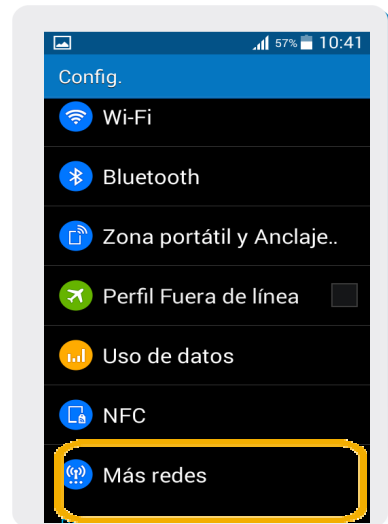 57% 10:41
Config.
Wi-Fi
Bluetooth
Zona portátil y Anclaje..
Perfil Fuera de línea
Uso de datos
NFC
Más redes